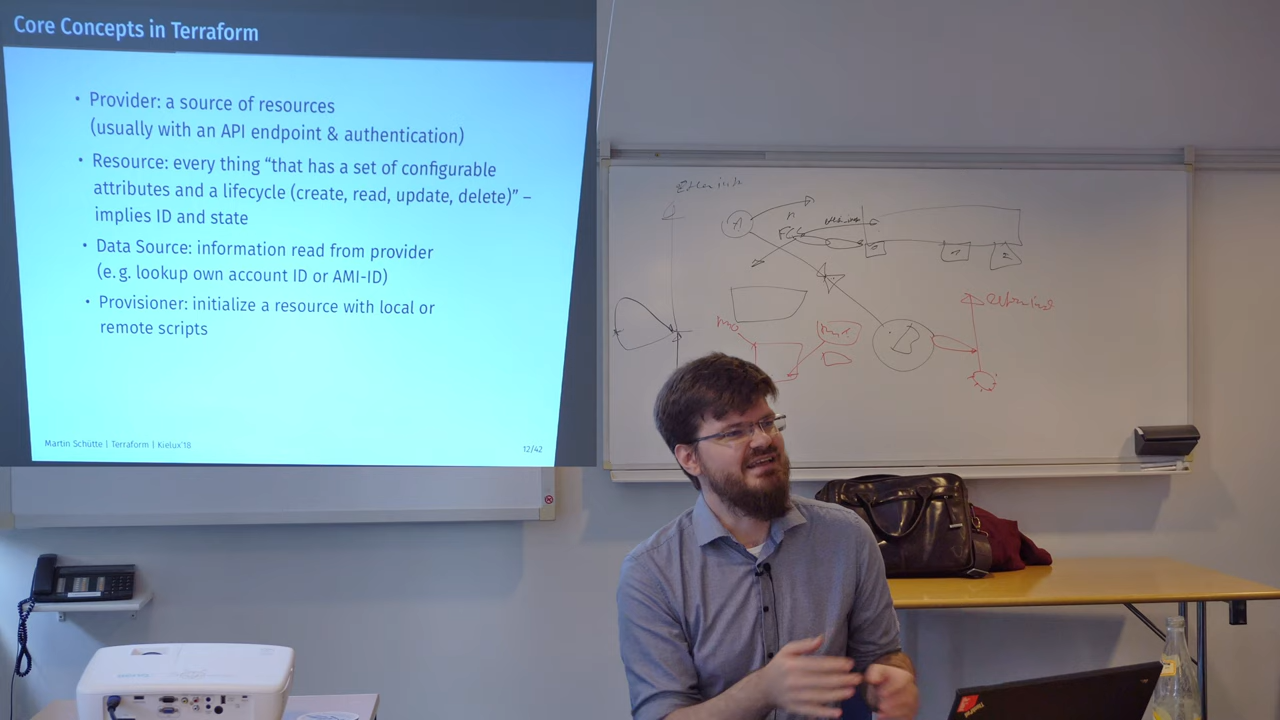 Core Concepts in Terraform
• Provider: a source of resources
(usually with an API endpoint & authentication)
• Resource: every thing “that has a set of configurable
attributes and a lifecycle (create, read, update, delete)” –
implies ID and state
• Data Source: information read from provider
(e. g. lookup own account ID or AMI-ID)
• Provisioner: initialize a resource with local or
remote scripts
Martin Schütte | Terraform | Kielux'18
12/42
A
B